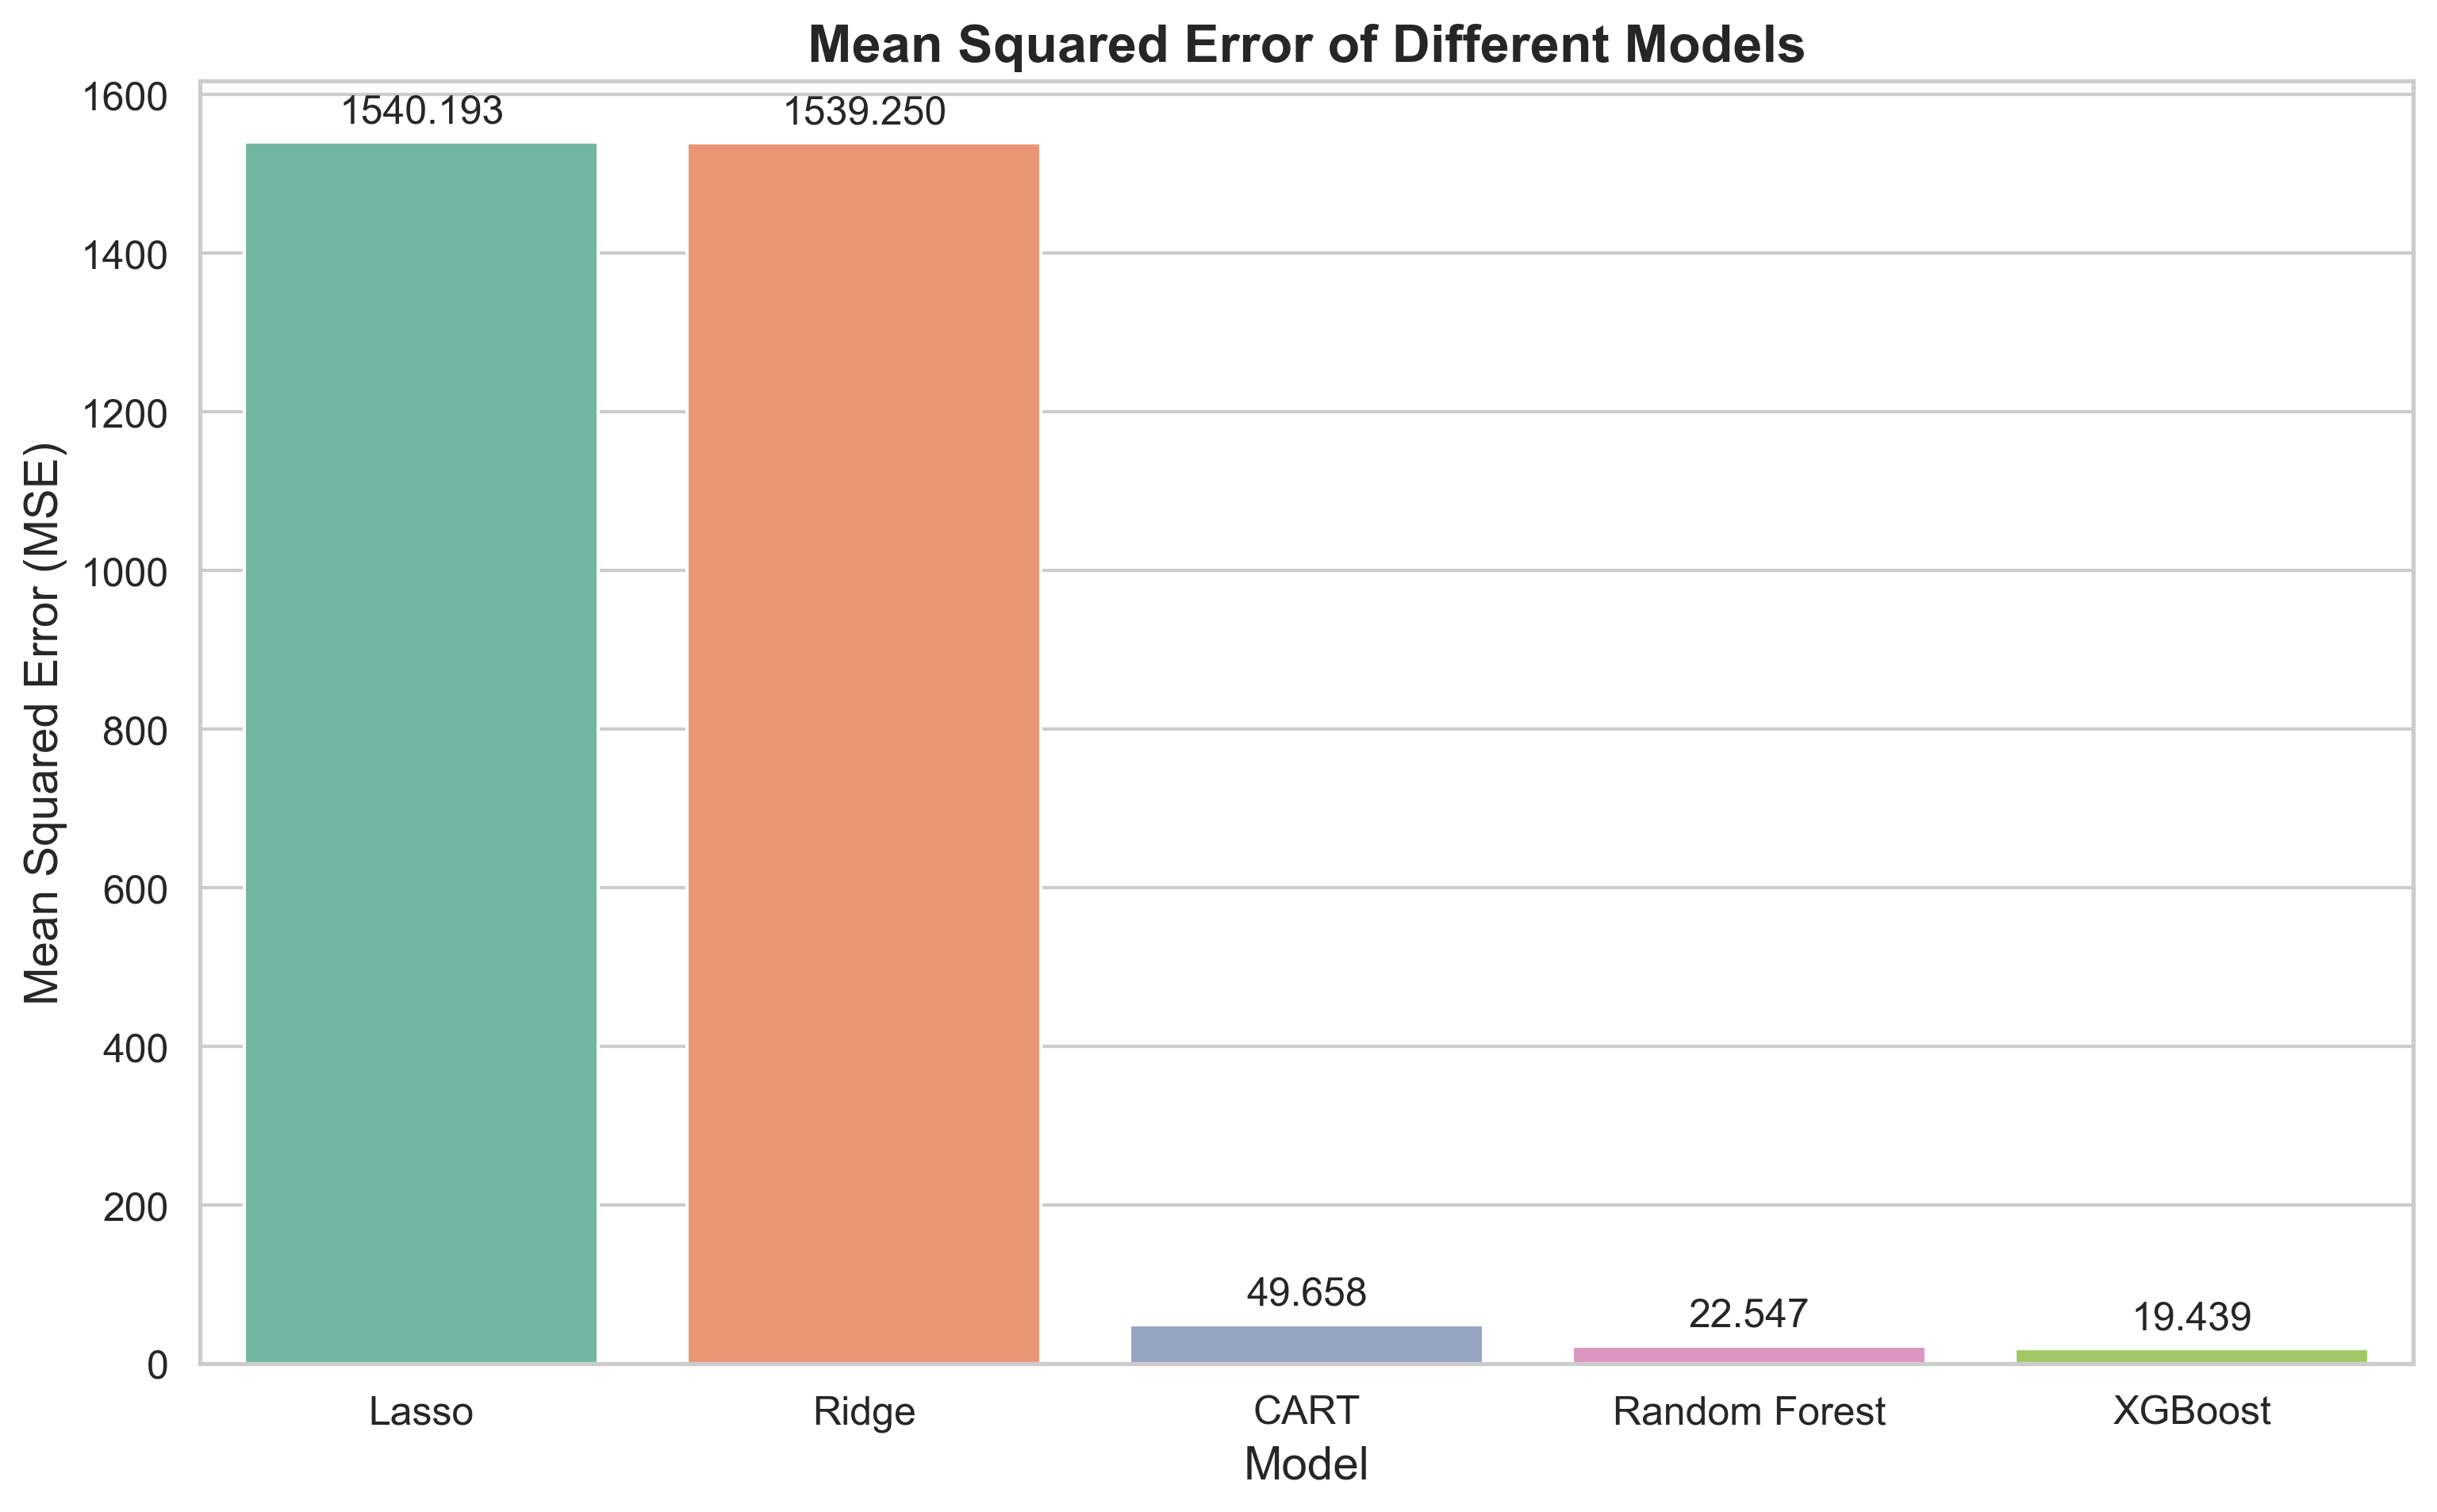 Mean Squared Error of Different Models
Mean Squared Error (MSE)
1600
1400
1200
1000
800
600
400
200
0
1540.193
1539.250
49.658
22.547
19.439
Lasso
Ridge
CART
Random Forest
XGBoost
Model